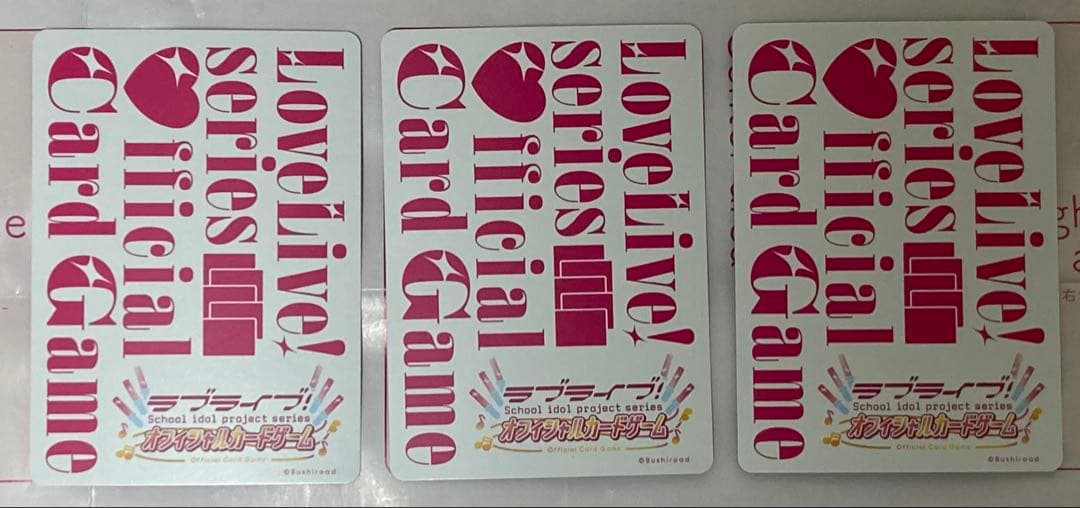 LoveLive!
series
♥fficial
Card Game
ラブライブ!
School idol project series
オフィシャルカードゲーム
Official Card Game
©Bushiroad
LoveLive!
series
♥fficial
Card Game
ラブライブ!
School idol project series
オフィシャルカードゲーム
Official Card Game
©Bushiroad
LoveLive!
series
♥fficial
Card Game
ラブライブ!
School idol project series
オフィシャルカードゲーム
Official Card Game
©Bushiroad
e
右